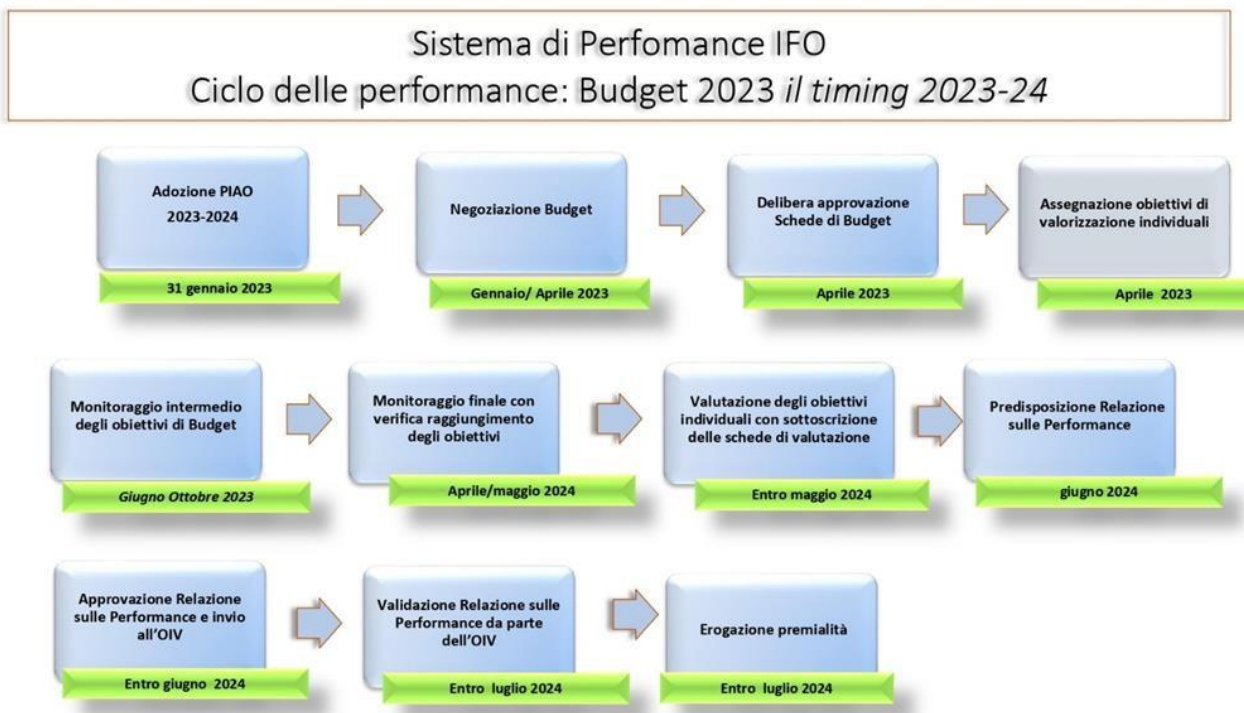 Sistema di Perfomance IFO
Ciclo delle performance: Budget 2023 il timing 2023-24
Adozione PIAO
2023-2024
31 gennaio 2023
Negoziazione Budget
Gennaio/ Aprile 2023
Delibera approvazione
Schede di Budget
Aprile 2023
Assegnazione obiettivi di
valorizzazione individuali
Aprile 2023
Monitoraggio intermedio
degli obiettivi di Budget
Giugno Ottobre 2023
Monitoraggio finale con
verifica raggiungimento
degli obiettivi
Aprile/maggio 2024
Valutazione degli obiettivi
individuali con sottoscrizione
delle schede di valutazione
Entro maggio 2024
Predisposizione Relazione
sulle Performance
giugno 2024
Approvazione Relazione
sulle Performance e invio
all'OIV
Entro giugno 2024
Validazione Relazione sulle
Performance da parte
dell'OIV
Entro luglio 2024
Erogazione premialità
Entro luglio 2024